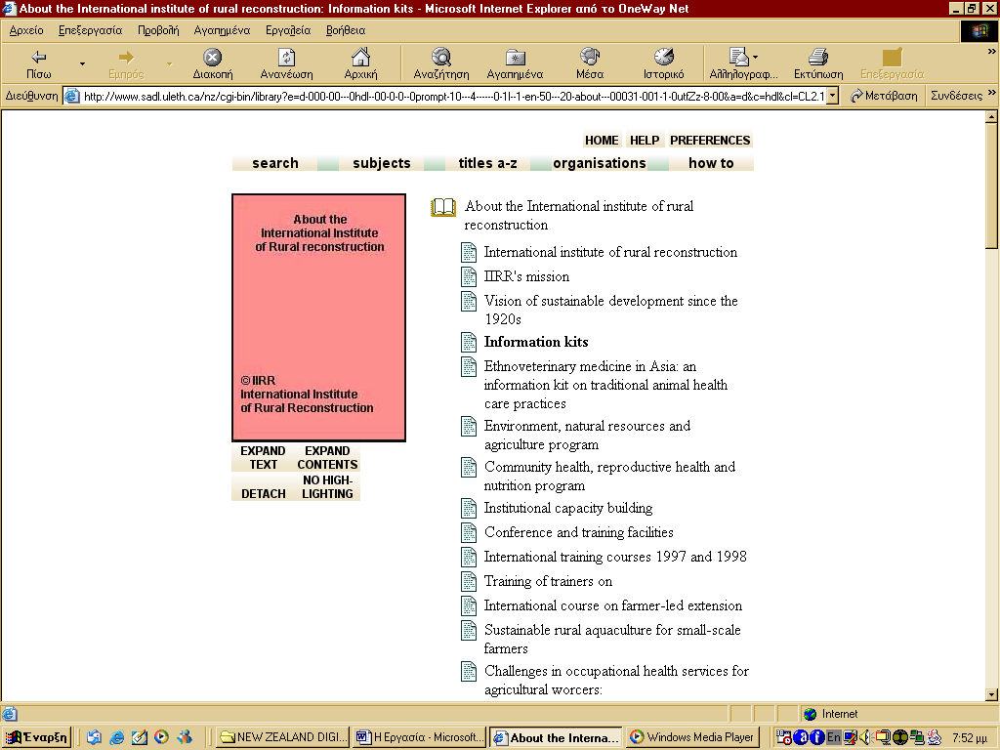 About the International institute of rural reconstruction: Information kits - Microsoft Internet Explorer από το OneWay Net
Αρχείο Επεξεργασία Προβολή Αγαπημένα Εργαλεία Βοήθεια
Πίσω Εμπρός Διακοπή Ανανέωση Αρχική Αναζήτηση Αγαπημένα Μέσα Ιστορικό Αλληλογραφ... Εκτύπωση Επεξεργασία
Διεύθυνση http://www.sadl.uleth.ca/nz/cgi-bin/library?e=d-000-00---0hdl--00-0-0--0prompt-10---4------0-1l--1-en-50---20-about---00031-001-1-0utfZz-8-00&a=d&c=hdl&cl=CL2.1 Μετάβαση Συνδέσεις
HOME HELP PREFERENCES
search subjects titles a-z organisations how to
About the
International Institute
of Rural reconstruction
© IIRR
International Institute
of Rural Reconstruction
EXPAND TEXT
EXPAND CONTENTS
DETACH
NO HIGH-LIGHTING
About the International institute of rural
reconstruction
International institute of rural reconstruction
IIRR's mission
Vision of sustainable development since the
1920s
Information kits
Ethnoveterinary medicine in Asia: an
information kit on traditional animal health
care practices
Environment, natural resources and
agriculture program
Community health, reproductive health and
nutrition program
Institutional capacity building
Conference and training facilities
International training courses 1997 and 1998
Training of trainers on
International course on farmer-led extension
Sustainable rural aquaculture for small-scale
farmers
Challenges in occupational health services for
agricultural worcers:
Internet
Έναρξη NEW ZEALAND DIGI... Η Εργασία - Microsoft... About the Interna... Windows Media Player En 7:52 μμ